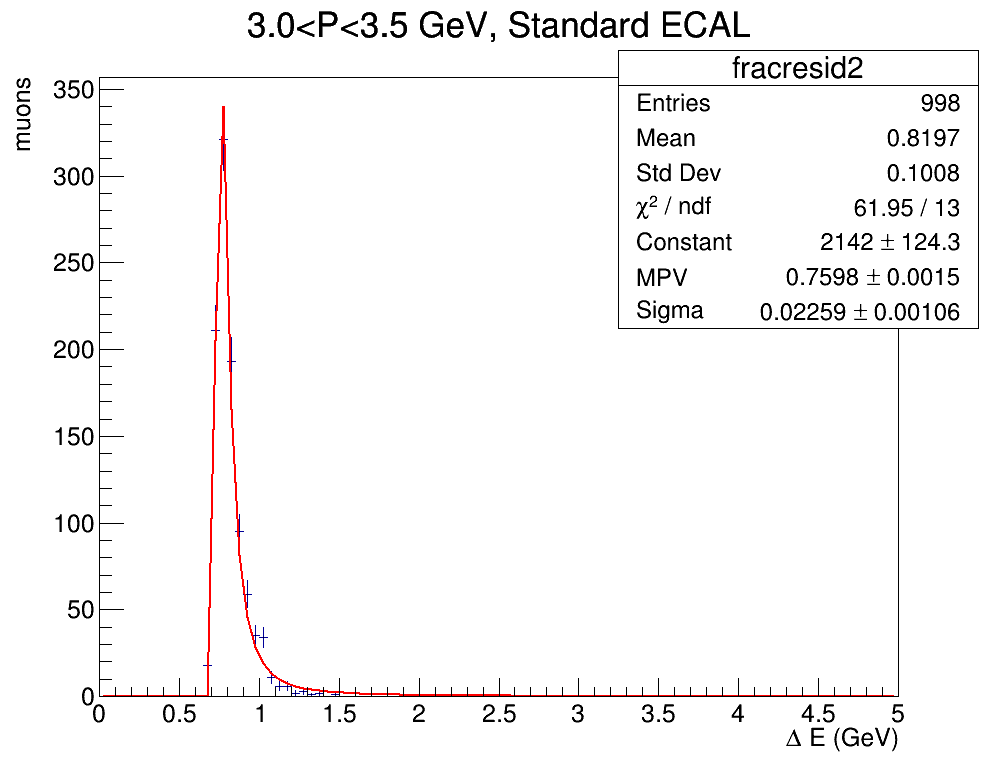 3.0<P<3.5 GeV, Standard ECAL
muons
fracresid2
Entries 998
Mean 0.8197
Std Dev 0.1008
χ² / ndf 61.95 / 13
Constant 2142 ± 124.3
MPV 0.7598 ± 0.0015
Sigma 0.02259 ± 0.00106
350
300
250
200
150
100
50
0
0 0.5 1 1.5 2 2.5 3 3.5 4 4.5 5
Δ E (GeV)